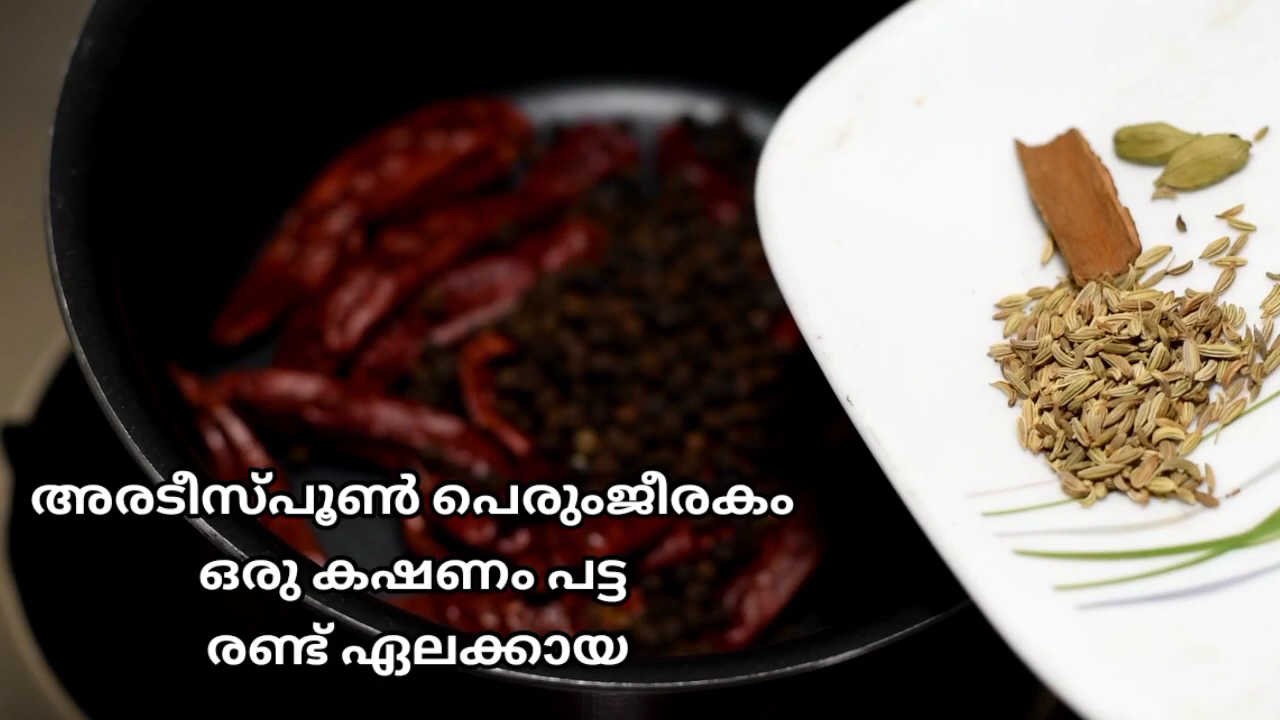 അരടീസ്പൂൺ പെരുംജീരകം
ഒരു കഷണം പട്ട
രണ്ട് ഏലക്കായ